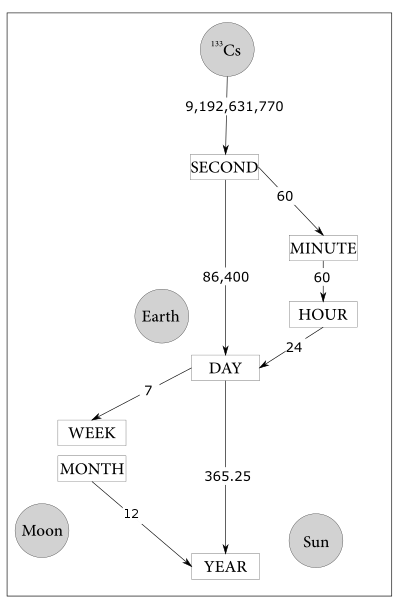 ¹³³Cs
9,192,631,770
SECOND
60
MINUTE
86,400
60
Earth
HOUR
24
DAY
7
WEEK
MONTH
365.25
12
Moon
Sun
YEAR